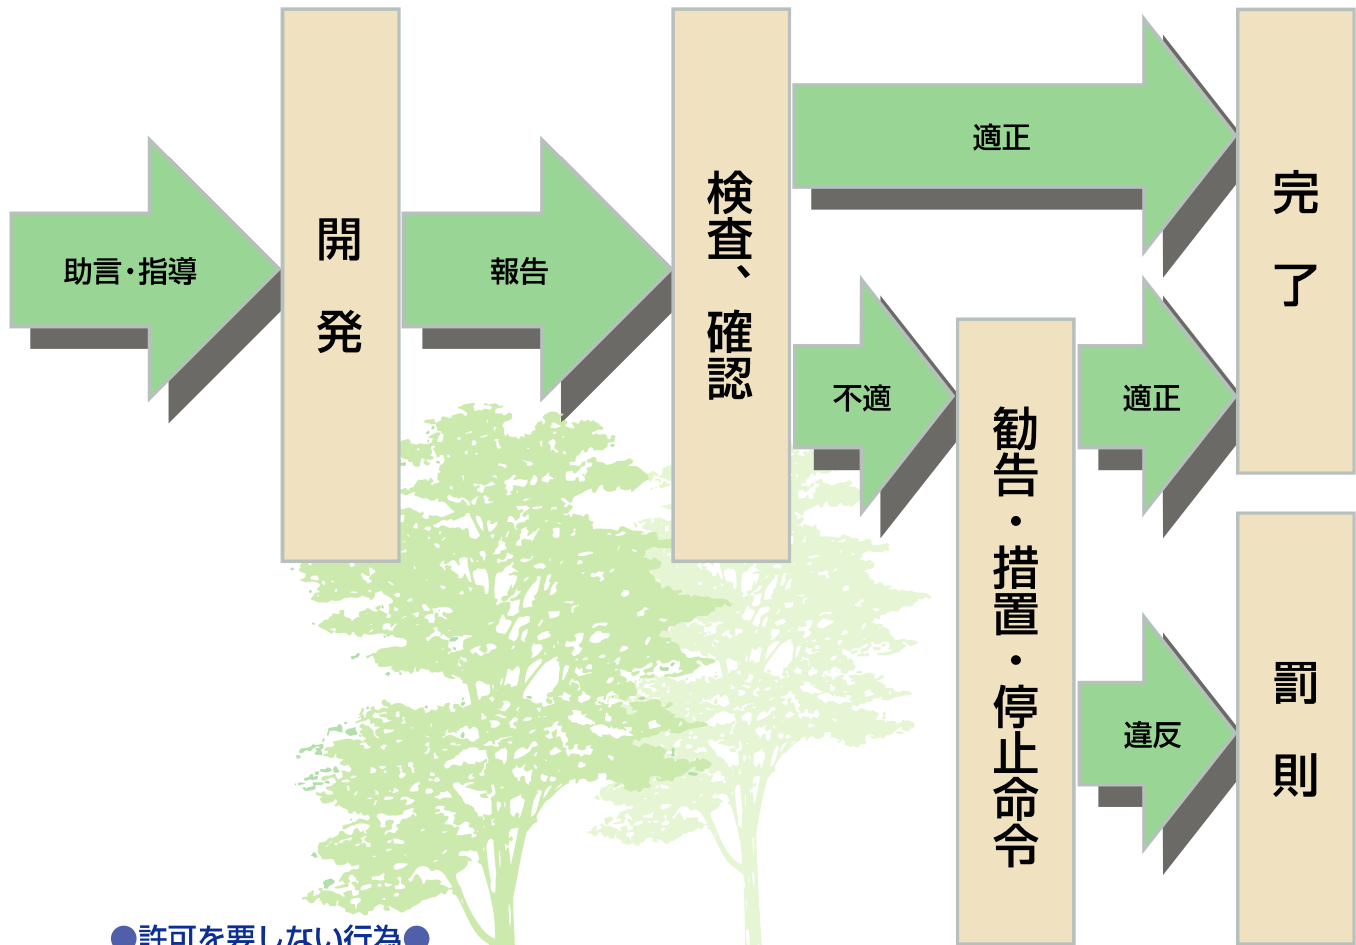 助言・指導
開発
報告
検査、確認
適正
不適
勧告・措置・停止命令
適正
違反
完了
罰則
●許可を要しない行為●